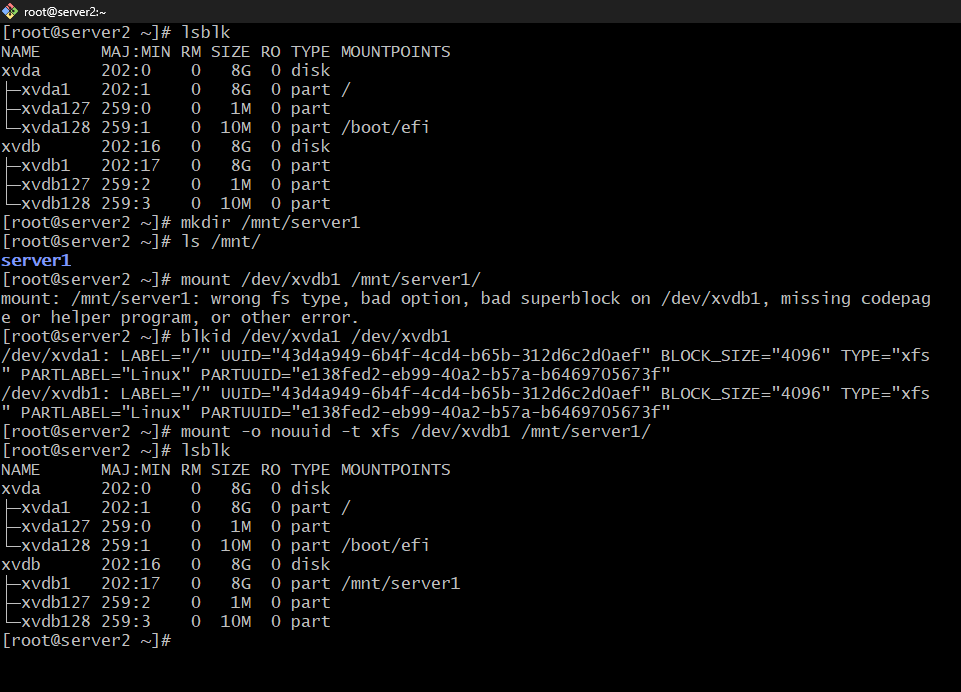 root@server2:~
[root@server2 ~]# lsblk
NAME      MAJ:MIN RM SIZE RO TYPE MOUNTPOINTS
xvda      202:0    0   8G  0 disk
├─xvda1   202:1    0   8G  0 part /
├─xvda127 259:0    0   1M  0 part
└─xvda128 259:1    0  10M  0 part /boot/efi
xvdb      202:16   0   8G  0 disk
├─xvdb1   202:17   0   8G  0 part
├─xvdb127 259:2    0   1M  0 part
└─xvdb128 259:3    0  10M  0 part
[root@server2 ~]# mkdir /mnt/server1
[root@server2 ~]# ls /mnt/
server1
[root@server2 ~]# mount /dev/xvdb1 /mnt/server1/
mount: /mnt/server1: wrong fs type, bad option, bad superblock on /dev/xvdb1, missing codepag
e or helper program, or other error.
[root@server2 ~]# blkid /dev/xvda1 /dev/xvdb1
/dev/xvda1: LABEL="/" UUID="43d4a949-6b4f-4cd4-b65b-312d6c2d0aef" BLOCK_SIZE="4096" TYPE="xfs
" PARTLABEL="Linux" PARTUUID="e138fed2-eb99-40a2-b57a-b6469705673f"
/dev/xvdb1: LABEL="/" UUID="43d4a949-6b4f-4cd4-b65b-312d6c2d0aef" BLOCK_SIZE="4096" TYPE="xfs
" PARTLABEL="Linux" PARTUUID="e138fed2-eb99-40a2-b57a-b6469705673f"
[root@server2 ~]# mount -o nouuid -t xfs /dev/xvdb1 /mnt/server1/
[root@server2 ~]# lsblk
NAME      MAJ:MIN RM SIZE RO TYPE MOUNTPOINTS
xvda      202:0    0   8G  0 disk
├─xvda1   202:1    0   8G  0 part /
├─xvda127 259:0    0   1M  0 part
└─xvda128 259:1    0  10M  0 part /boot/efi
xvdb      202:16   0   8G  0 disk
├─xvdb1   202:17   0   8G  0 part /mnt/server1
├─xvdb127 259:2    0   1M  0 part
└─xvdb128 259:3    0  10M  0 part
[root@server2 ~]#